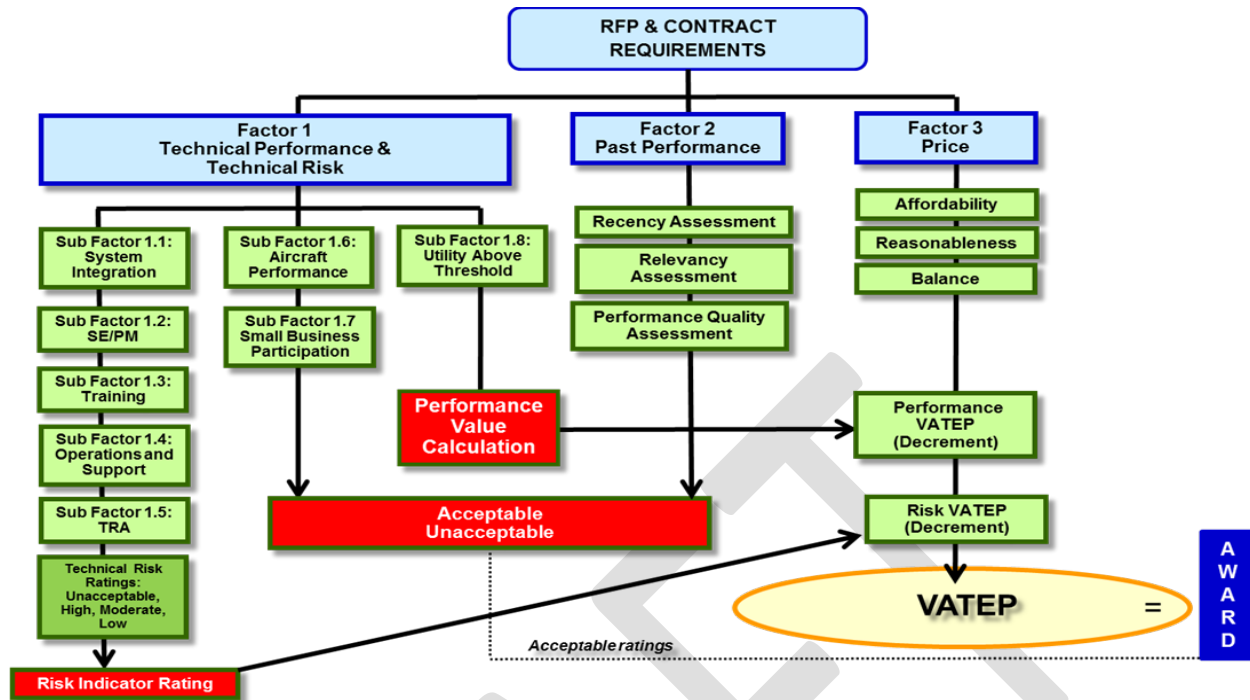 RFP & CONTRACT
REQUIREMENTS
Factor 1
Technical Performance &
Technical Risk
Factor 2
Past Performance
Factor 3
Price
Sub Factor 1.1:
System
Integration
Sub Factor 1.2:
SE/PM
Sub Factor 1.3:
Training
Sub Factor 1.4:
Operations and
Support
Sub Factor 1.5:
TRA
Technical Risk
Ratings:
Unacceptable,
High, Moderate,
Low
Risk Indicator Rating
Sub Factor 1.6:
Aircraft
Performance
Sub Factor 1.7
Small Business
Participation
Sub Factor 1.8:
Utility Above
Threshold
Performance
Value
Calculation
Acceptable
Unacceptable
Recency Assessment
Relevancy
Assessment
Performance Quality
Assessment
Affordability
Reasonableness
Balance
Performance
VATEP
(Decrement)
Risk VATEP
(Decrement)
VATEP =
Acceptable ratings
A
W
A
R
D